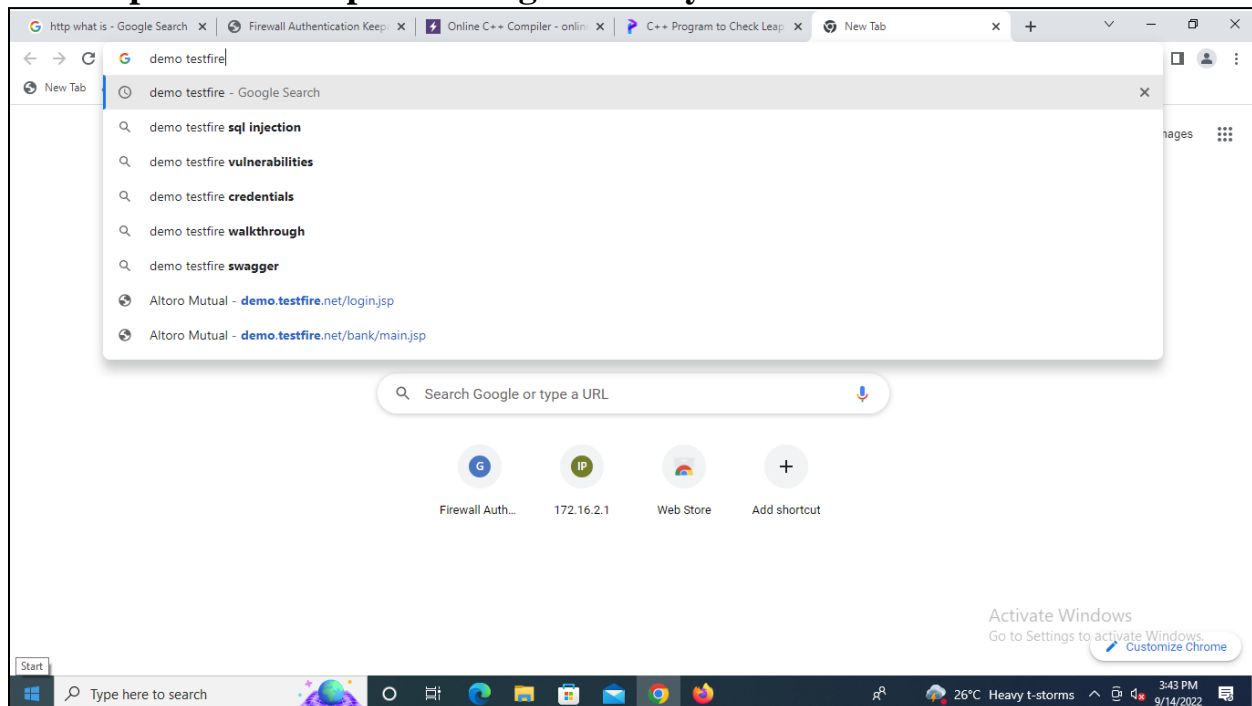 http what is - Google Search
Firewall Authentication Keep
Online C++ Compiler - onlin
C++ Program to Check Leap
New Tab
demo testfire
New Tab
demo testfire - Google Search
demo testfire sql injection
nages
demo testfire vulnerabilities
demo testfire credentials
demo testfire walkthrough
demo testfire swagger
Altoro Mutual - demo.testfire.net/login.jsp
Altoro Mutual - demo.testfire.net/bank/main.jsp
Search Google or type a URL
G
IP
Firewall Auth...
172.16.2.1
Web Store
Add shortcut
Activate Windows
Go to Settings to activate Windows.
Customize Chrome
Start
Type here to search
26°C Heavy t-storms
3:43 PM
9/14/2022